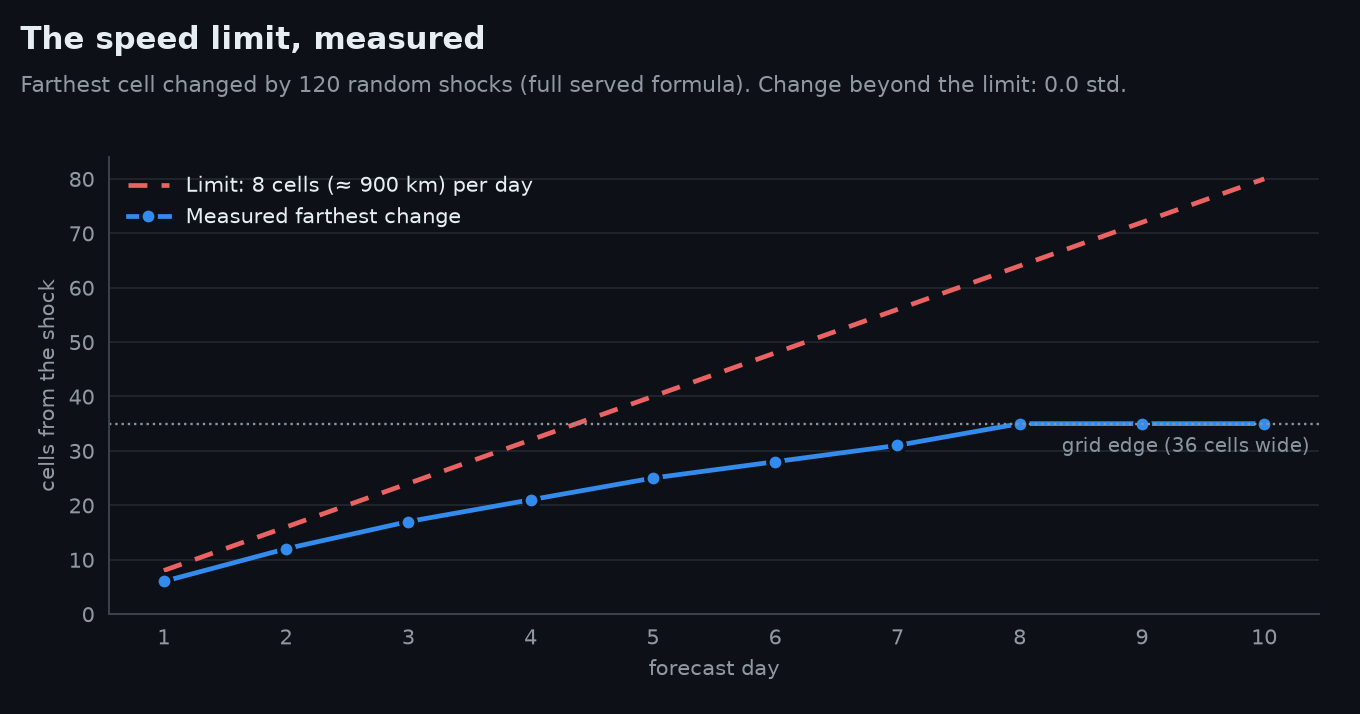 The speed limit, measured
Farthest cell changed by 120 random shocks (full served formula). Change beyond the limit: 0.0 std.
Limit: 8 cells (≈ 900 km) per day
Measured farthest change
cells from the shock
80
70
60
50
40
30
20
10
0
grid edge (36 cells wide)
1 2 3 4 5 6 7 8 9 10
forecast day